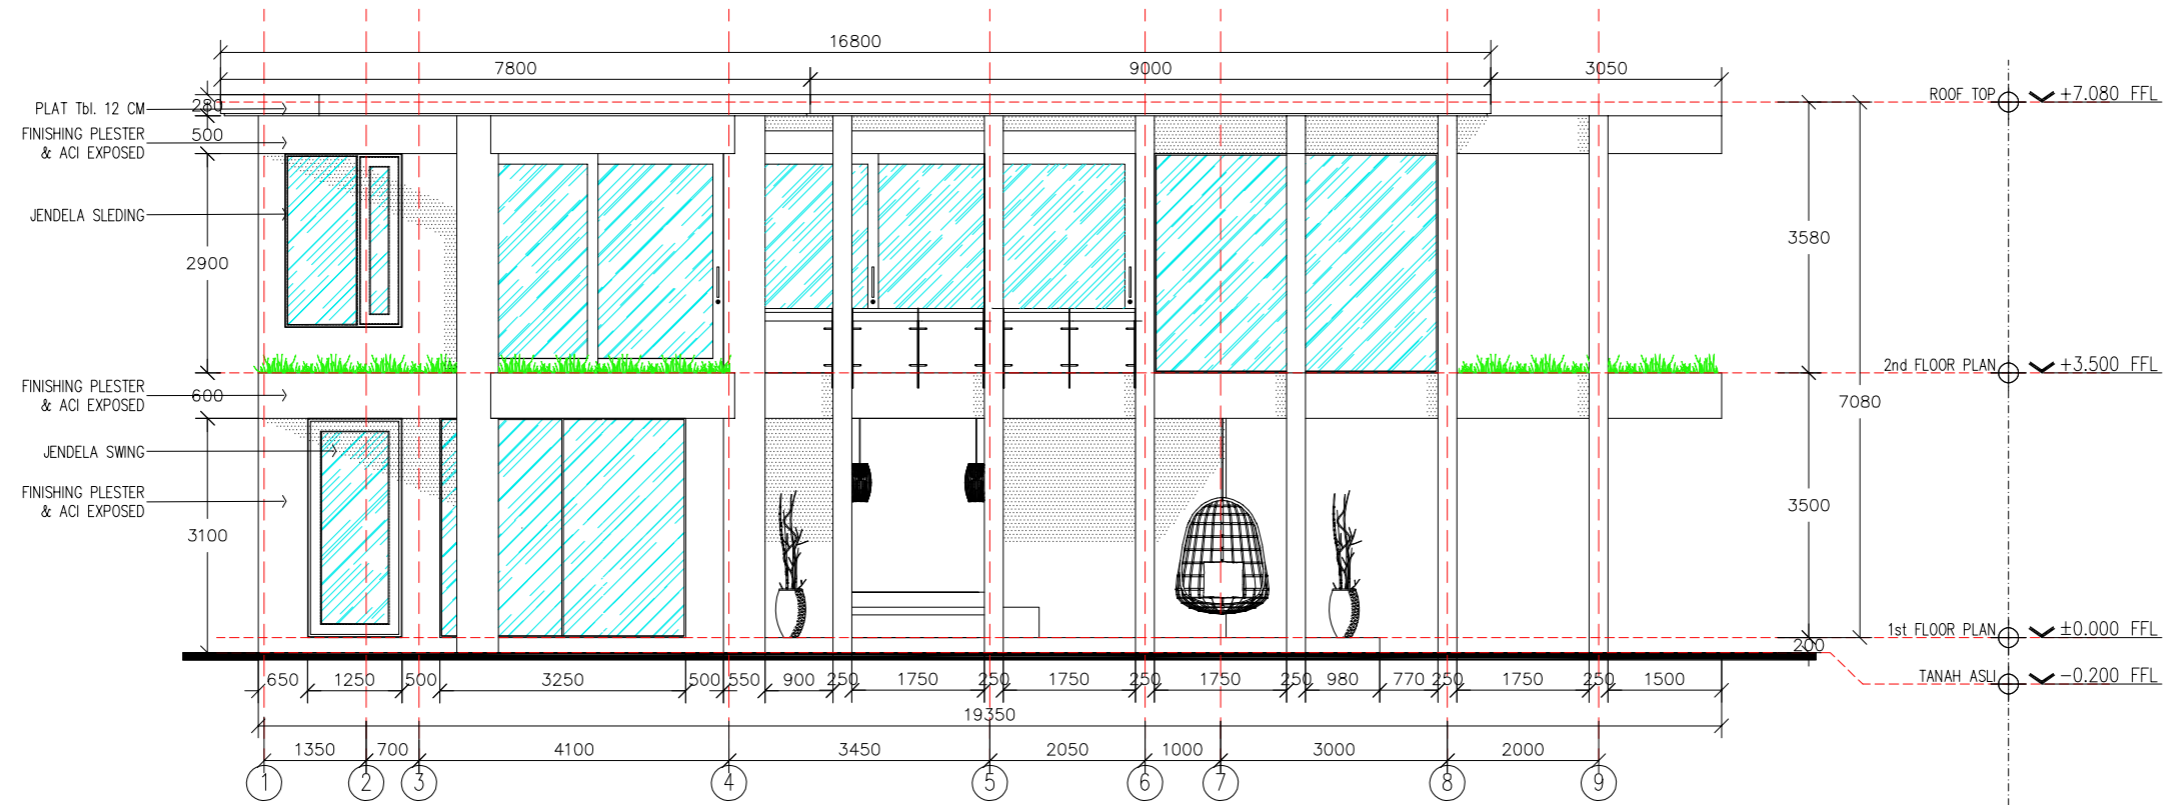 16800
7800 9000 3050
PLAT Tbl. 12 CM
280
FINISHING PLESTER
& ACI EXPOSED
500
JENDELA SLEDING
2900
FINISHING PLESTER
& ACI EXPOSED
600
JENDELA SWING
FINISHING PLESTER
& ACI EXPOSED
3100
ROOF TOP +7.080 FFL
3580
2nd FLOOR PLAN +3.500 FFL
7080
3500
1st FLOOR PLAN ±0.000 FFL
200
TANAH ASLI -0.200 FFL
650 1250 500 3250 500 550 900 250 1750 250 1750 250 1750 250 980 770 250 1750 250 1500
19350
1350 700 4100 3450 2050 1000 3000 2000
1 2 3 4 5 6 7 8 9